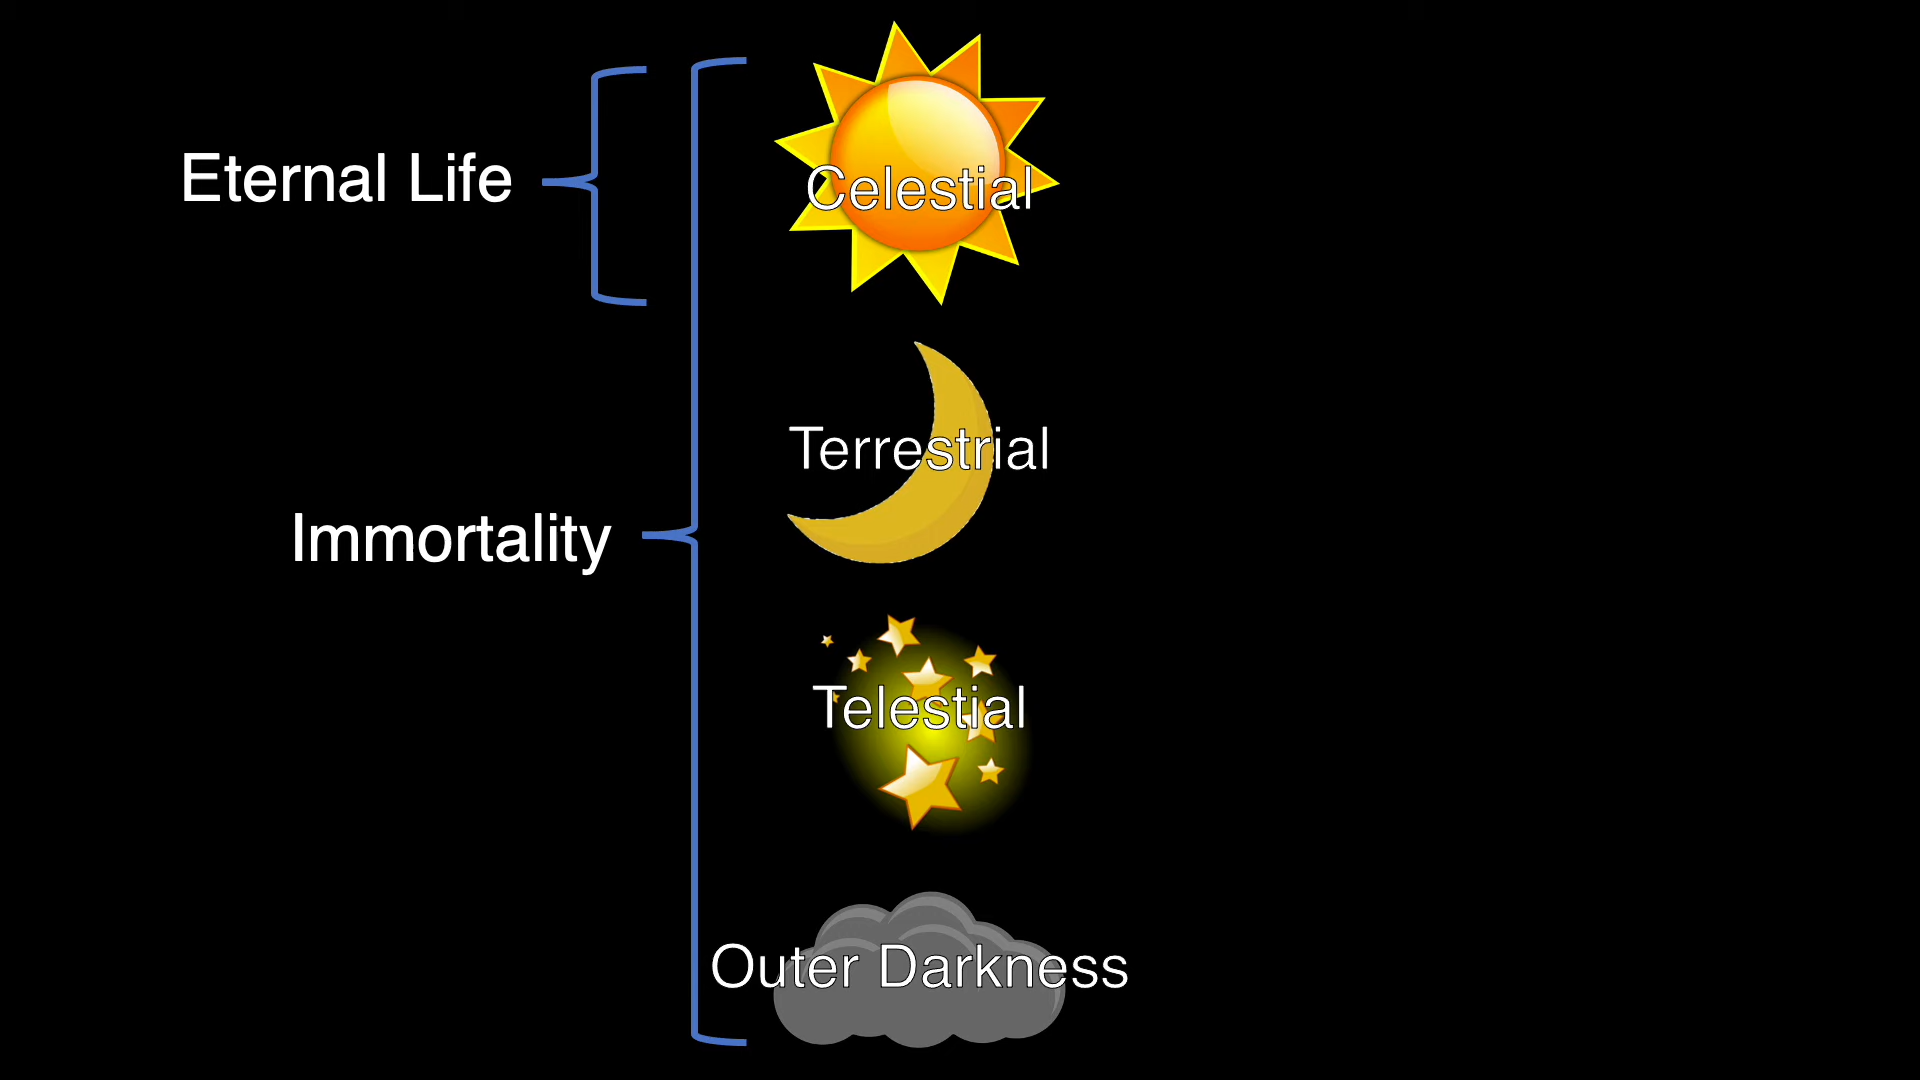 Eternal Life
Celestial
Terrestrial
Immortality
Telestial
Outer Darkness